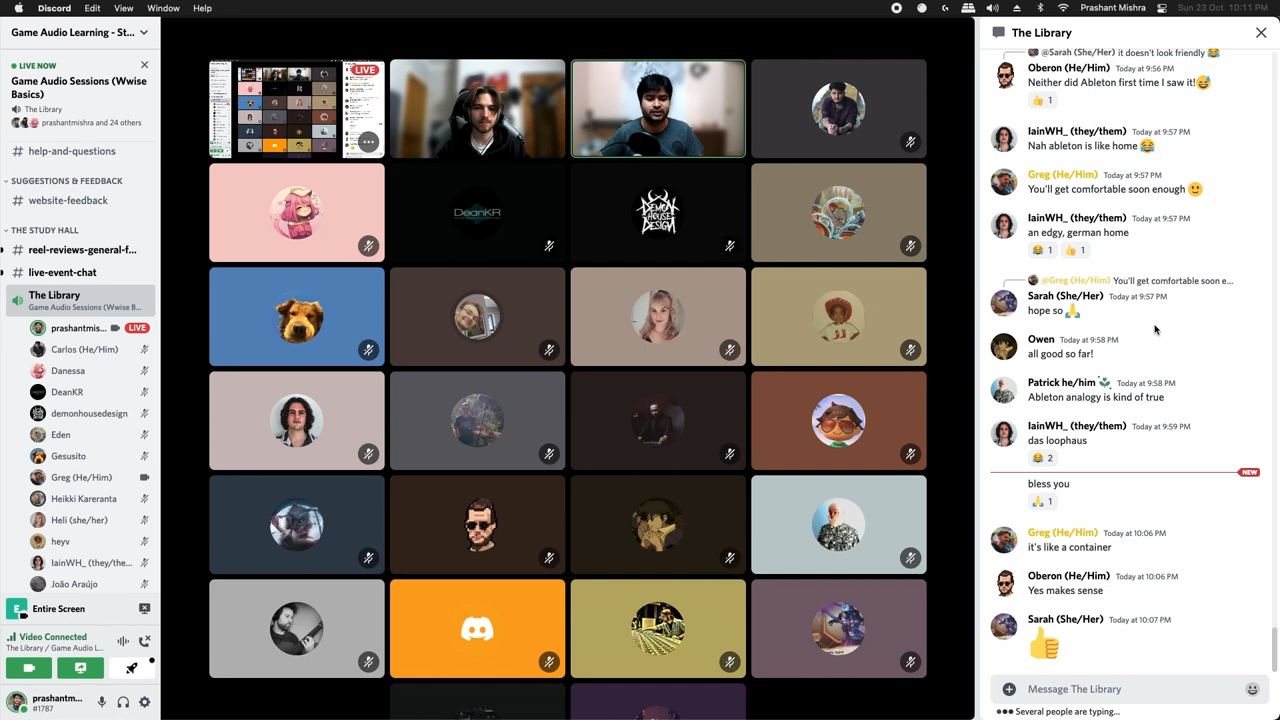 Discord Edit View Window Help
Prashant Mishra Sun 23 Oct 10:11 PM
Game Audio Learning - St...
LIVE NOW
Game Audio Sessions (Wwise Basics)
The Library
prashantmishra and 24 others
# help-and-questions
SUGGESTIONS & FEEDBACK
# website-feedback
THE STUDY HALL
# reel-reviews-general-f...
# live-event-chat
The Library
Game Audio Sessions (Wwise B...
prashantmis... LIVE
Carlos (He/Him)
Danessa
DeanKR
demonhousedesign
Eden
Gesusito
Greg (He/Him)
Heikki Kareranta
Heli (she/her)
heyv
IainWH_ (they/the...
João Araújo
Entire Screen
Video Connected
The Library / Game Audio L...
prashantm...
#1787
LIVE
DeanKR
DEMON HOUSE DESIGN
The Library
@Sarah (She/Her) it doesn't look friendly 😂
Oberon (He/Him) Today at 9:56 PM
Neither did Ableton first time I saw it!😅
👍 1
IainWH_ (they/them) Today at 9:57 PM
Nah ableton is like home 😂
Greg (He/Him) Today at 9:57 PM
You'll get comfortable soon enough 🙂
IainWH_ (they/them) Today at 9:57 PM
an edgy, german home
😂 1 👍 1
@Greg (He/Him) You'll get comfortable soon e...
Sarah (She/Her) Today at 9:57 PM
hope so 🙏
Owen Today at 9:58 PM
all good so far!
Patrick he/him Today at 9:58 PM
Ableton analogy is kind of true
IainWH_ (they/them) Today at 9:59 PM
das loophaus
😂 2
NEW
bless you
🙏 1
Greg (He/Him) Today at 10:06 PM
it's like a container
Oberon (He/Him) Today at 10:06 PM
Yes makes sense
Sarah (She/Her) Today at 10:07 PM
👍
Message The Library
Several people are typing...